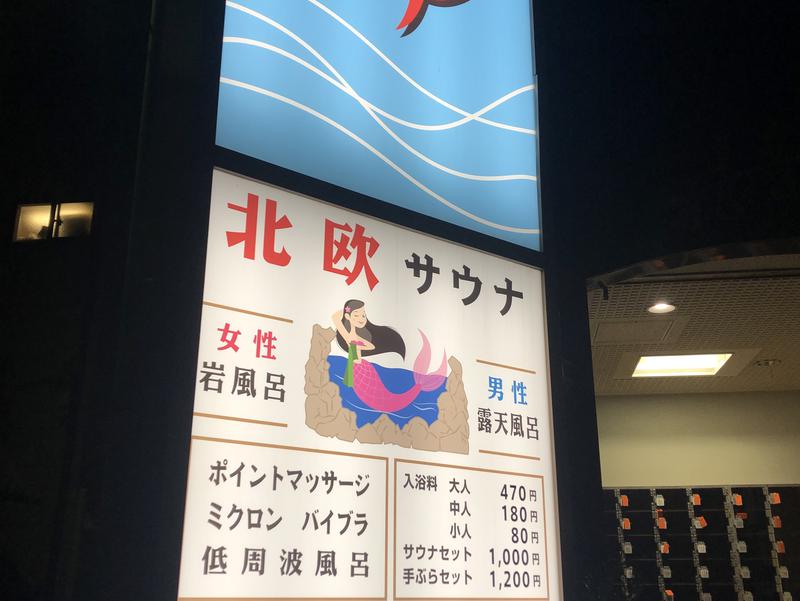 北欧サウナ
女性
岩風呂
男性
露天風呂
ポイントマッサージ
ミクロン バイブラ
低周波風呂
入浴料 大人 470円
中人 180円
小人 80円
サウナセット 1,000円
手ぶらセット 1,200円